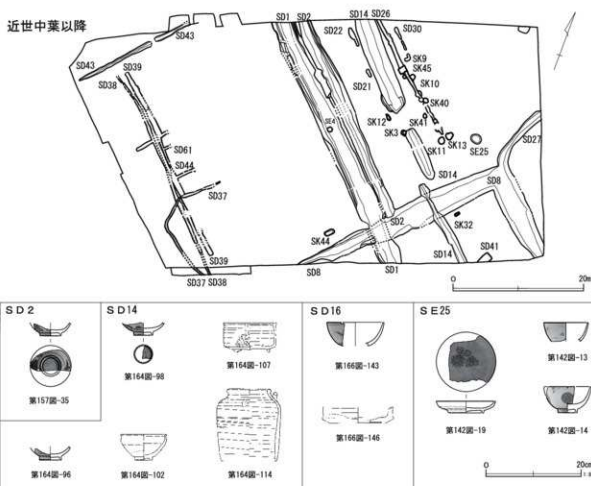 近世中葉以降
SD43
SD43
SD39
SD38
SD61
SD44
SD37
SD39
SD37 SD38
SD1 SD2
SD14 SD26
SD22
SD30
SK9
SK45
SK10
SD21
SK40
SK12
SK41
SE4
SK3
SK13
SK11
SE25
SD27
SD14
SD8
SD2
SK32
SK44
SD41
SD14
SD8
SD1
0 20m
SD2
第157図-35
第164図-96
SD14
第164図-98
第164図-102
第164図-107
第164図-114
SD16
第166図-143
第166図-146
SE25
第142図-19
第142図-13
第142図-14
0 20cm